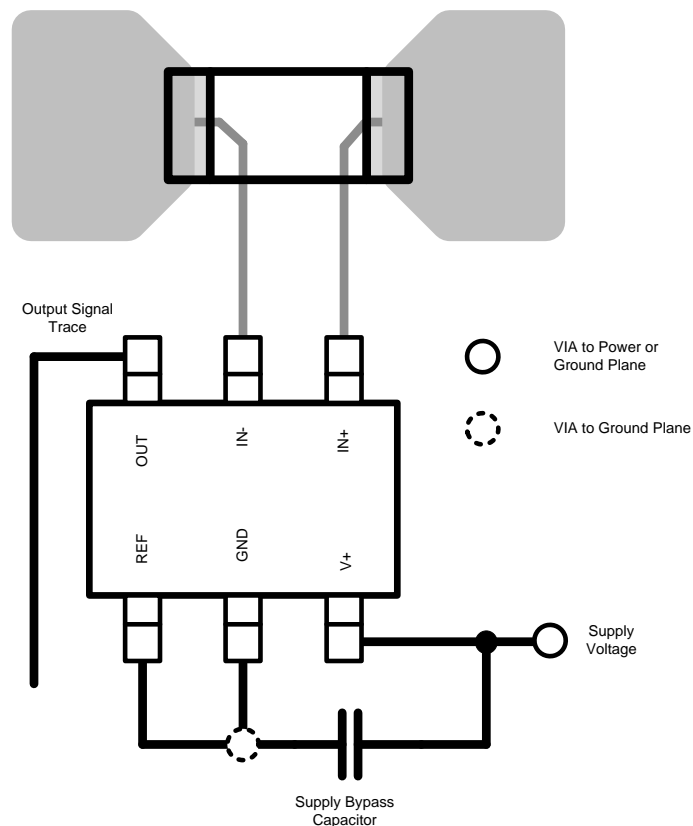 Output Signal
Trace
VIA to Power or
Ground Plane
VIA to Ground Plane
OUT
IN-
IN+
REF
GND
V+
Supply
Voltage
Supply Bypass
Capacitor